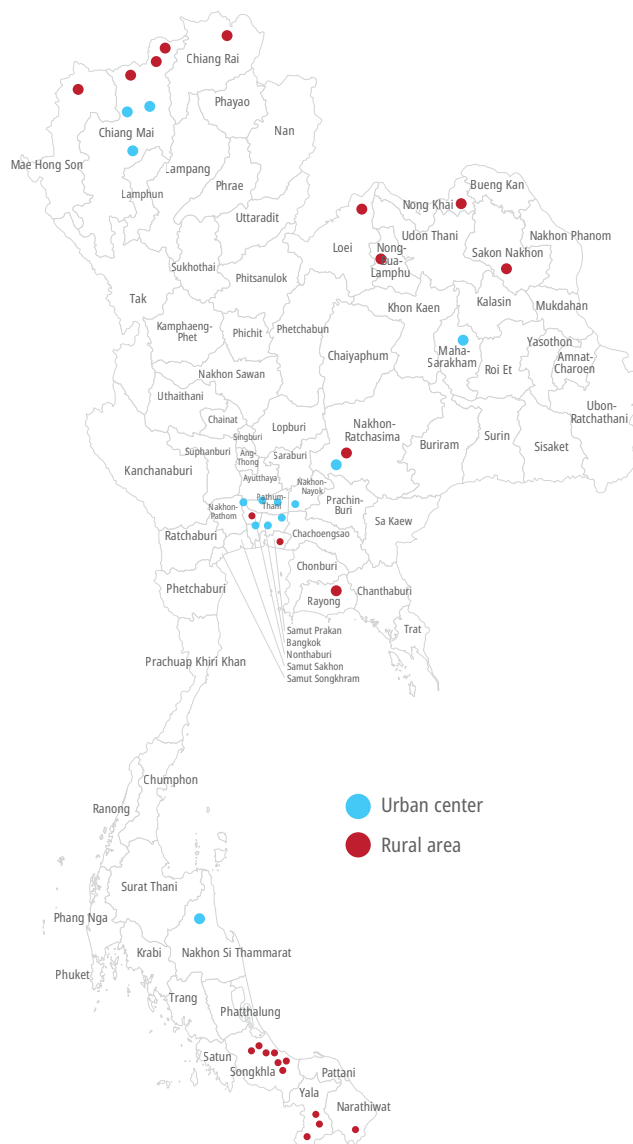 Chiang Rai
Phayao
Nan
Chiang Mai
Mae Hong Son
Lampang
Phrae
Lamphun
Uttaradit
Bueng Kan
Nong Khai
Udon Thani
Nakhon Phanom
Loei
Nong-
Bua-
Lamphu
Sakon Nakhon
Sukhothai
Phitsanulok
Tak
Khon Kaen
Kalasin
Mukdahan
Kamphaeng-
Phet
Phichit
Phetchabun
Chaiyaphum
Maha-
Sarakham
Roi Et
Yasothon
Amnat-
Charoen
Nakhon Sawan
Uthaithani
Ubon-
Ratchathani
Chainat
Lopburi
Nakhon-
Ratchasima
Buriram
Surin
Sisaket
Singburi
Suphanburi
Ang-
Thong
Saraburi
Kanchanaburi
Ayutthaya
Nakhon-
Nayok
Pathum-
Thani
Prachin-
Buri
Nakhon-
Pathom
Sa Kaew
Ratchaburi
Chachoengsao
Chonburi
Phetchaburi
Rayong
Chanthaburi
Trat
Samut Prakan
Bangkok
Nonthaburi
Samut Sakhon
Samut Songkhram
Prachuap Khiri Khan
Chumphon
Ranong
Urban center
Rural area
Surat Thani
Phang Nga
Krabi
Nakhon Si Thammarat
Phuket
Trang
Phatthalung
Satun
Songkhla
Pattani
Yala
Narathiwat